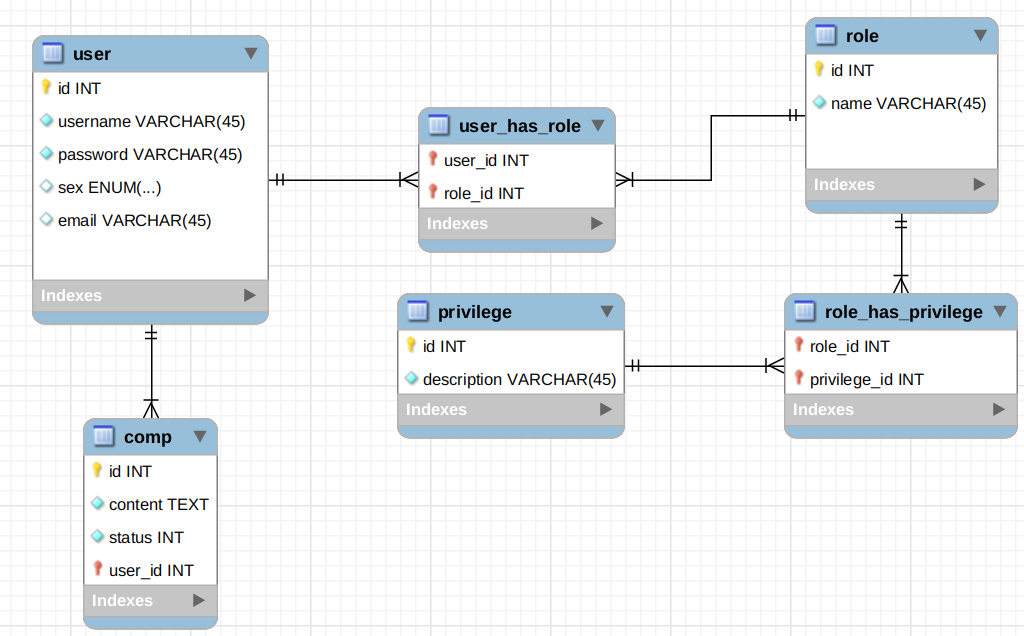 user
id INT
username VARCHAR(45)
password VARCHAR(45)
sex ENUM(...)
email VARCHAR(45)
Indexes
user_has_role
user_id INT
role_id INT
Indexes
role
id INT
name VARCHAR(45)
Indexes
privilege
id INT
description VARCHAR(45)
Indexes
role_has_privilege
role_id INT
privilege_id INT
Indexes
comp
id INT
content TEXT
status INT
user_id INT
Indexes